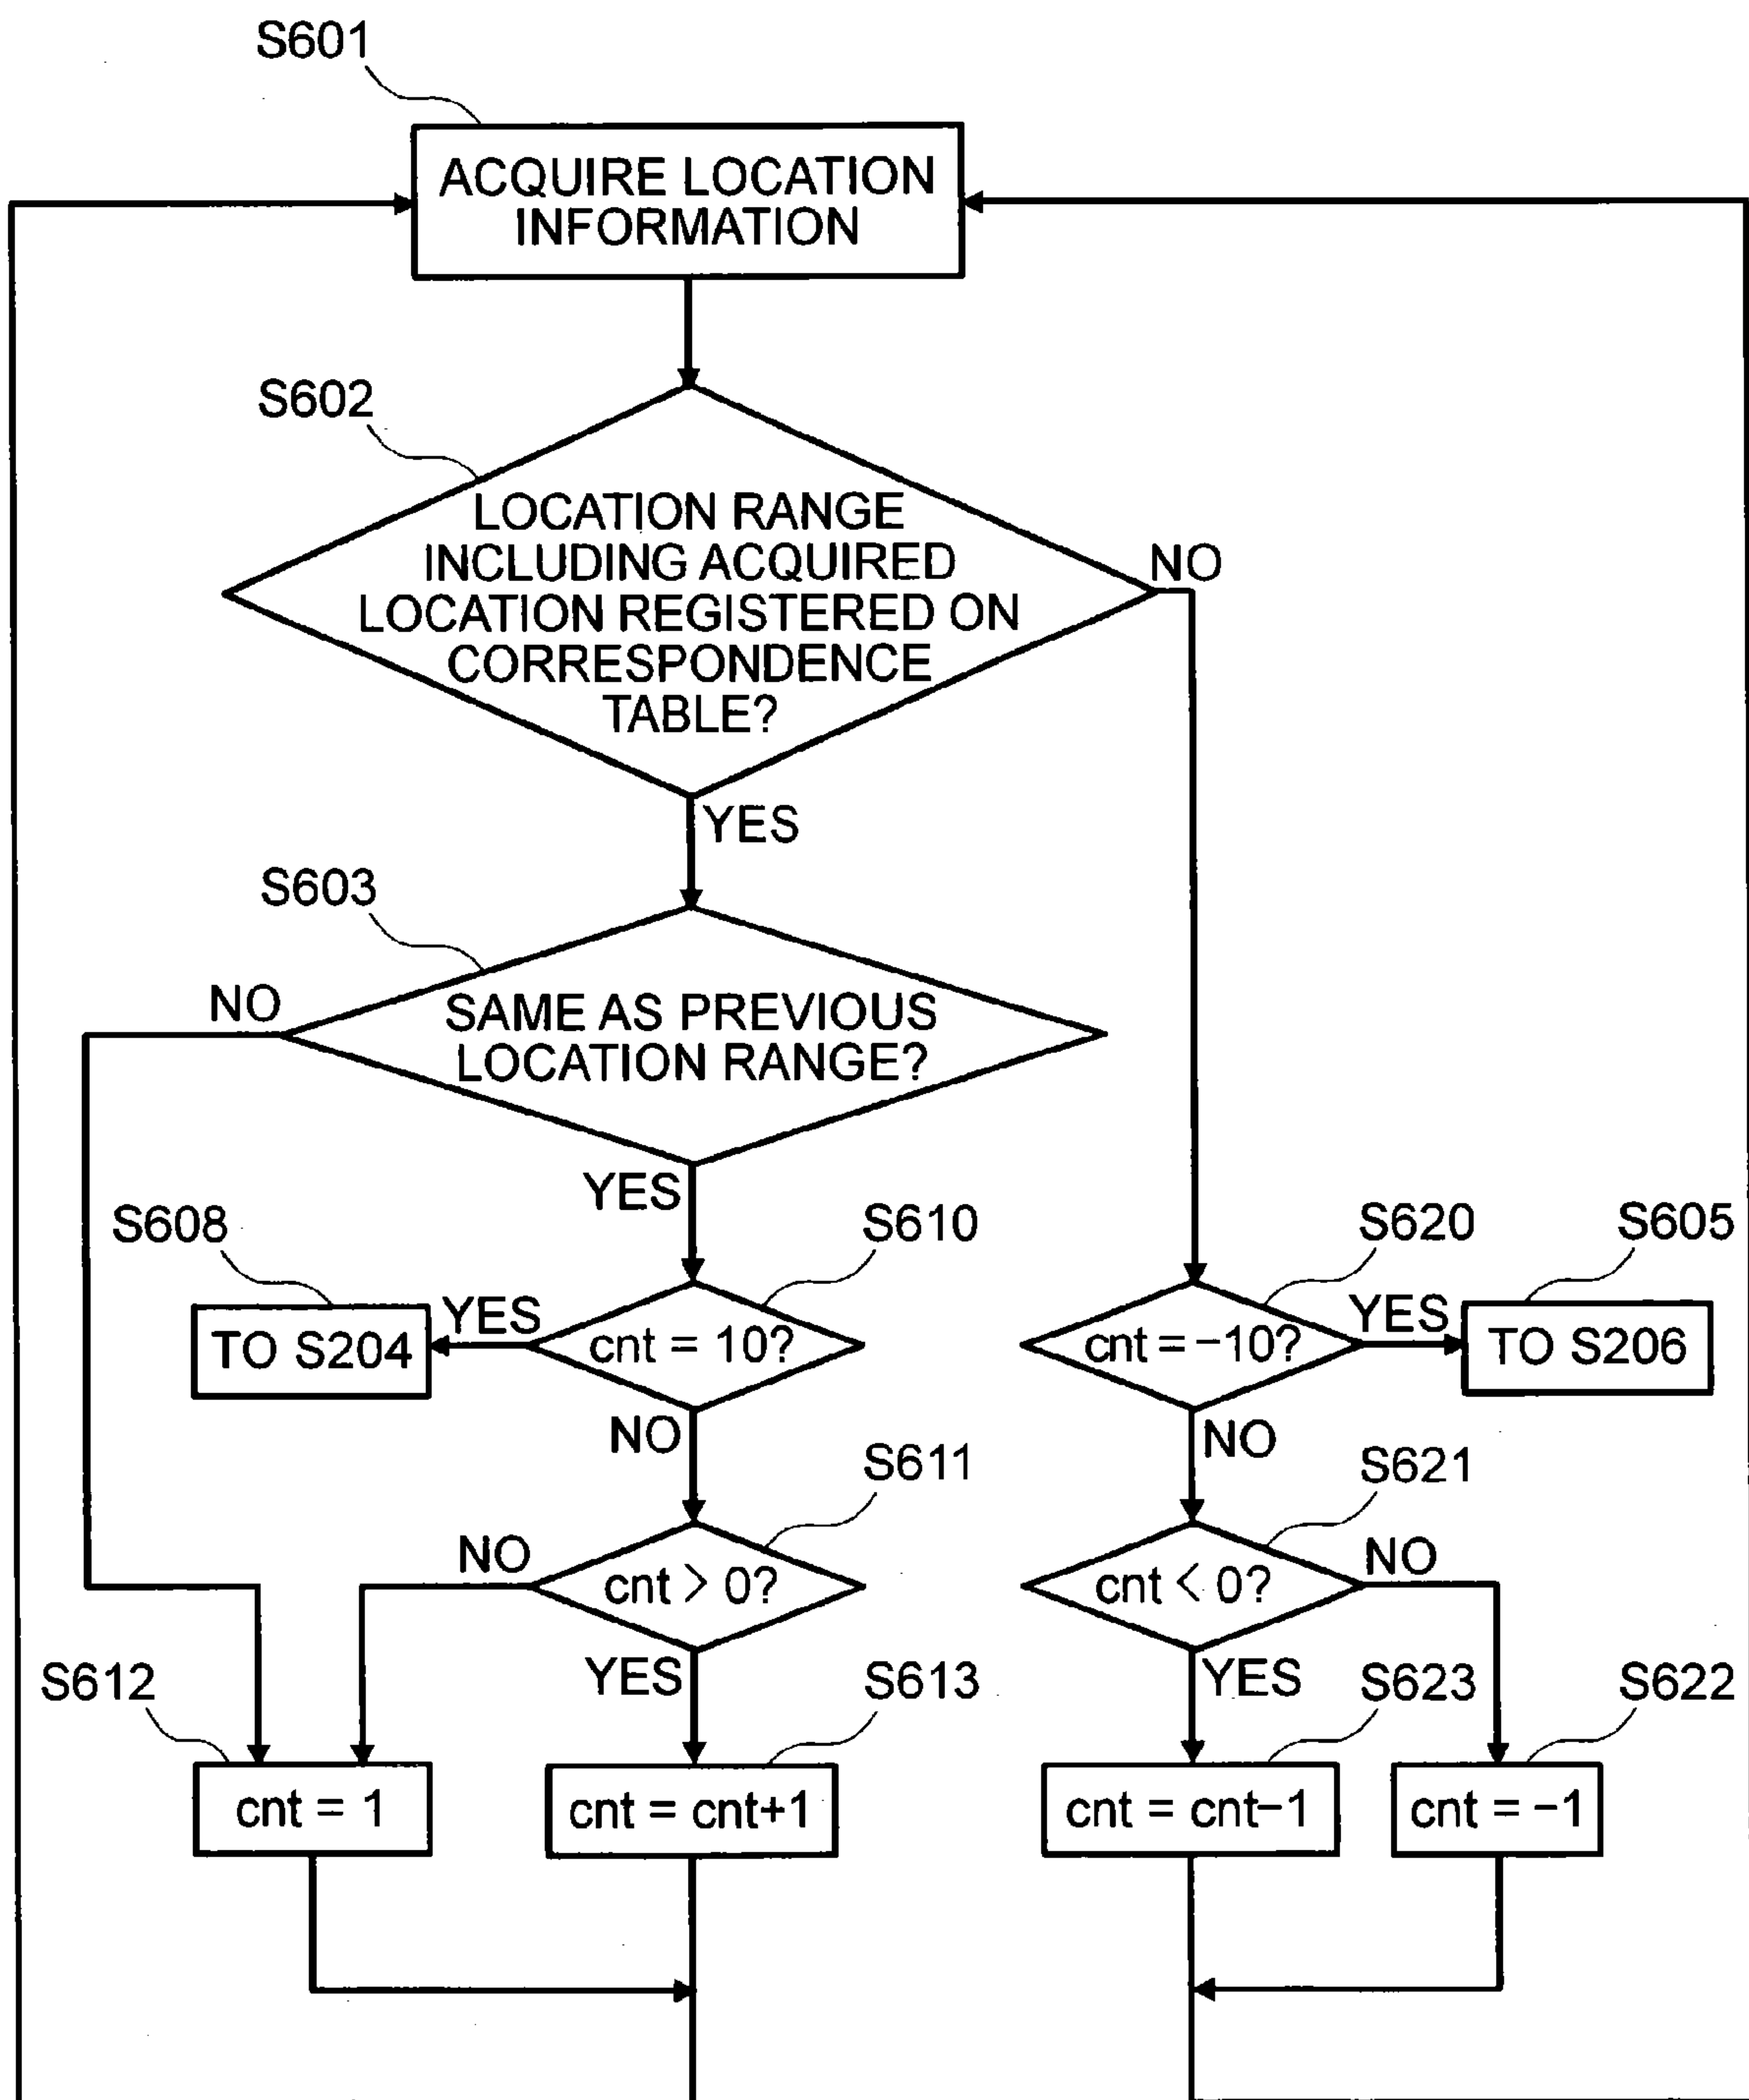 S601
ACQUIRE LOCATION
INFORMATION
S602
LOCATION RANGE
INCLUDING ACQUIRED
LOCATION REGISTERED ON
CORRESPONDENCE
TABLE?
NO
YES
S603
NO
SAME AS PREVIOUS
LOCATION RANGE?
YES
S608
S610
S620
S605
TO S204
YES
cnt = 10?
cnt = −10?
YES
TO S206
NO
NO
S611
S621
NO
cnt > 0?
cnt < 0?
NO
S612
YES
S613
YES
S623
S622
cnt = 1
cnt = cnt+1
cnt = cnt−1
cnt = −1